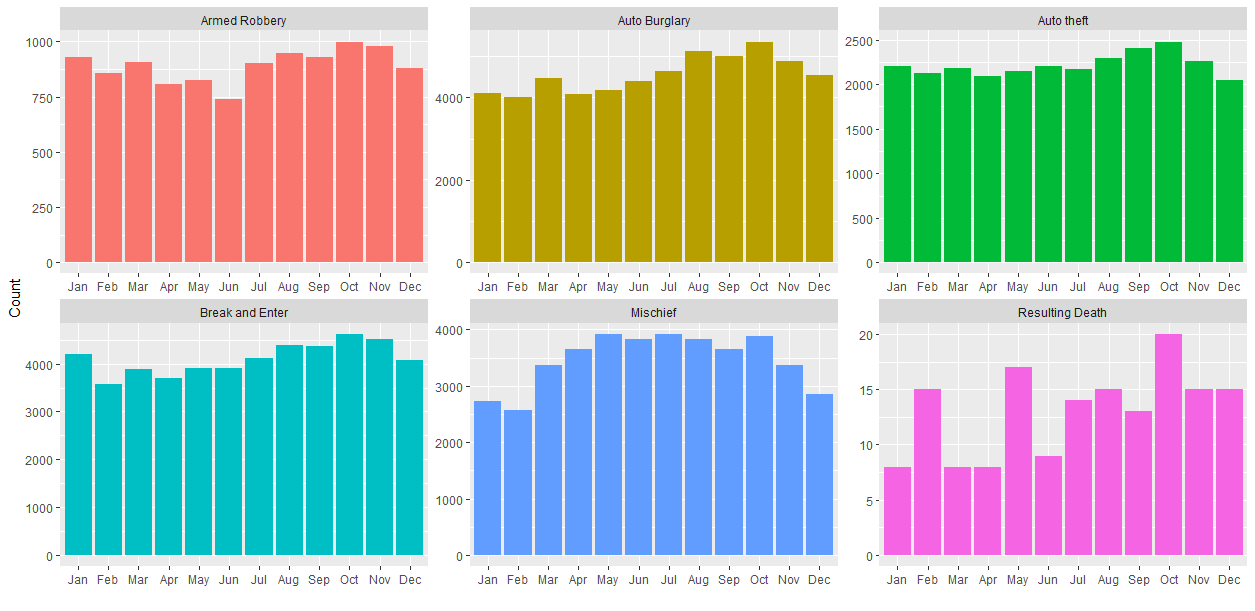 Count
Armed Robbery
1000
750
500
250
0
Jan Feb Mar Apr May Jun Jul Aug Sep Oct Nov Dec
Auto Burglary
4000
2000
0
Jan Feb Mar Apr May Jun Jul Aug Sep Oct Nov Dec
Auto theft
2500
2000
1500
1000
500
0
Jan Feb Mar Apr May Jun Jul Aug Sep Oct Nov Dec
Break and Enter
4000
3000
2000
1000
0
Jan Feb Mar Apr May Jun Jul Aug Sep Oct Nov Dec
Mischief
4000
3000
2000
1000
0
Jan Feb Mar Apr May Jun Jul Aug Sep Oct Nov Dec
Resulting Death
20
15
10
5
0
Jan Feb Mar Apr May Jun Jul Aug Sep Oct Nov Dec